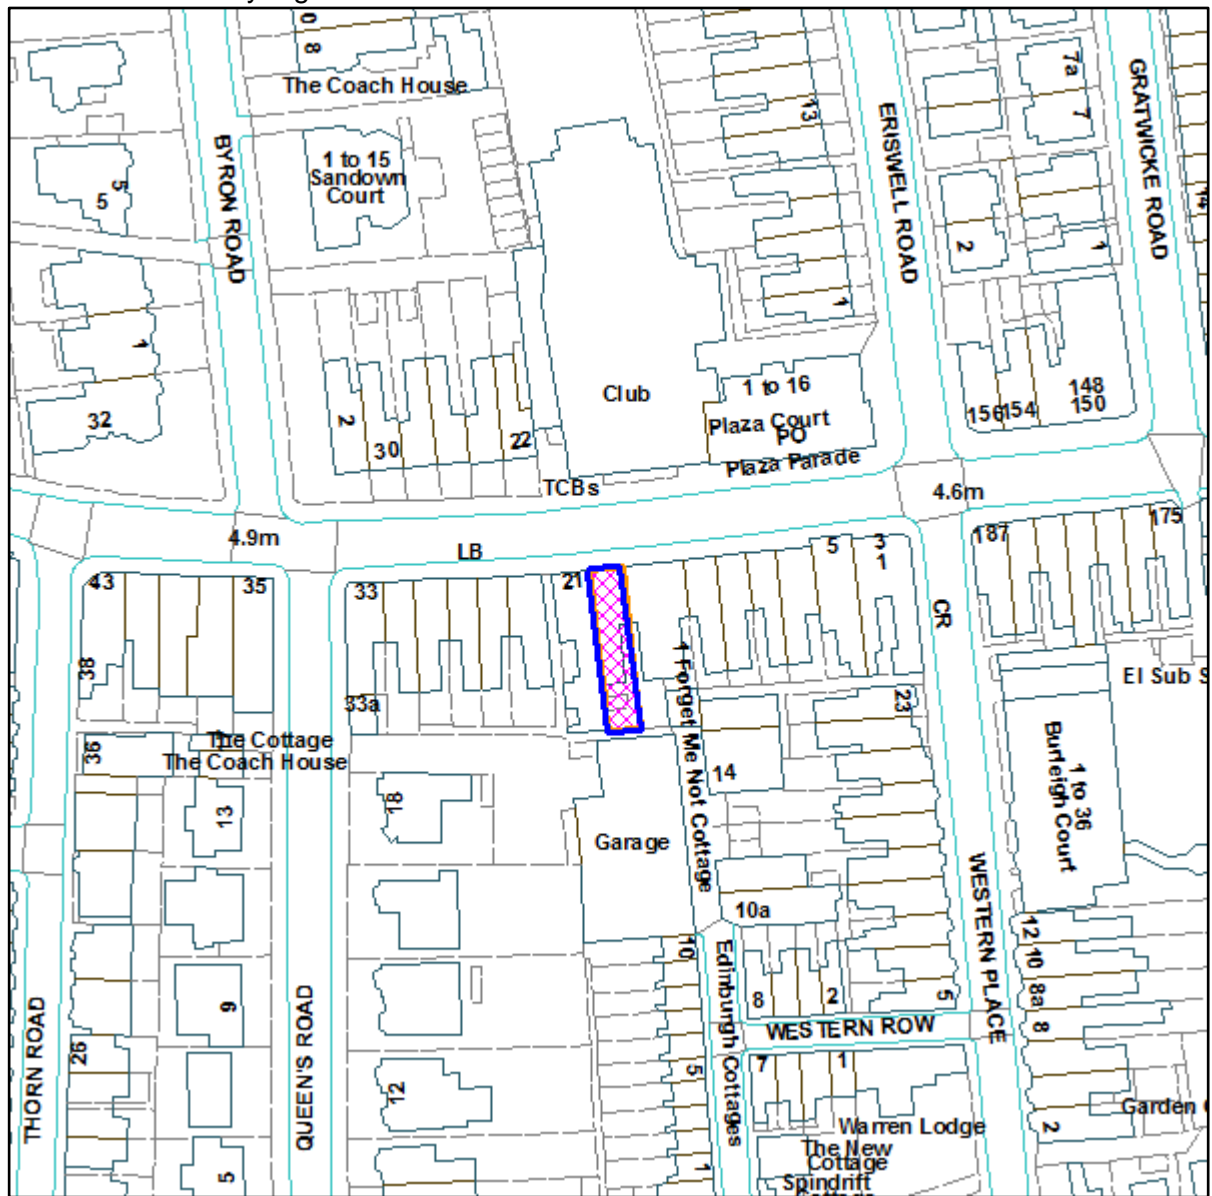 8
The Coach House
7a
7
13
GRATWICKE ROAD
ERISWELL ROAD
BYRON ROAD
1 to 15
Sandown
Court
5
5
2
1
1
1
32
2
30
22
2
Club
1 to 16
Plaza Court
PO
Plaza Parade
148
150
156
154
TCBs
4.6m
4.9m
LB
175
187
5
3
1
43
35
33
21
CR
38
33a
1 Forget Me Not Cottage
23
El Sub S
36
The Cottage
The Coach House
14
Burleigh Court
1 to 36
13
18
Garage
10a
WESTERN PLACE
12
10
8a
8
10
Edinburgh Cottages
8
2
5
9
WESTERN ROW
THORN ROAD
QUEEN'S ROAD
26
12
5
7
1
Warren Lodge
Garden
2
The New
Cottage
Spindrift
5
1